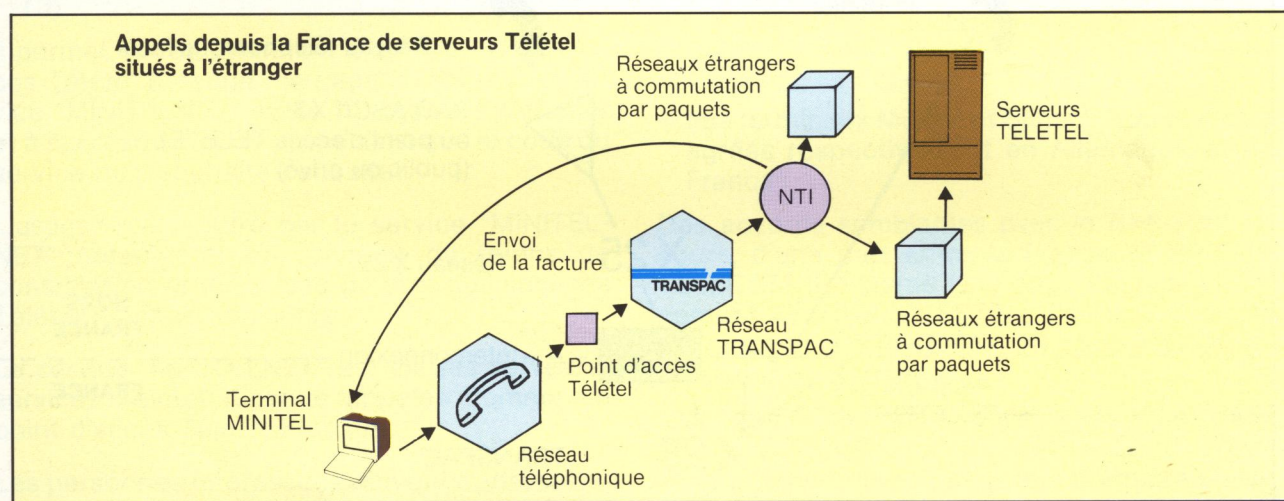 Appels depuis la France de serveurs Télétel
situés à l'étranger
Réseaux étrangers
à commutation
par paquets
Serveurs
TELETEL
NTI
Envoi
de la facture
TRANSPAC
Réseau
TRANSPAC
Réseaux étrangers
à commutation
par paquets
Point d'accès
Télétel
Terminal
MINITEL
Réseau
téléphonique